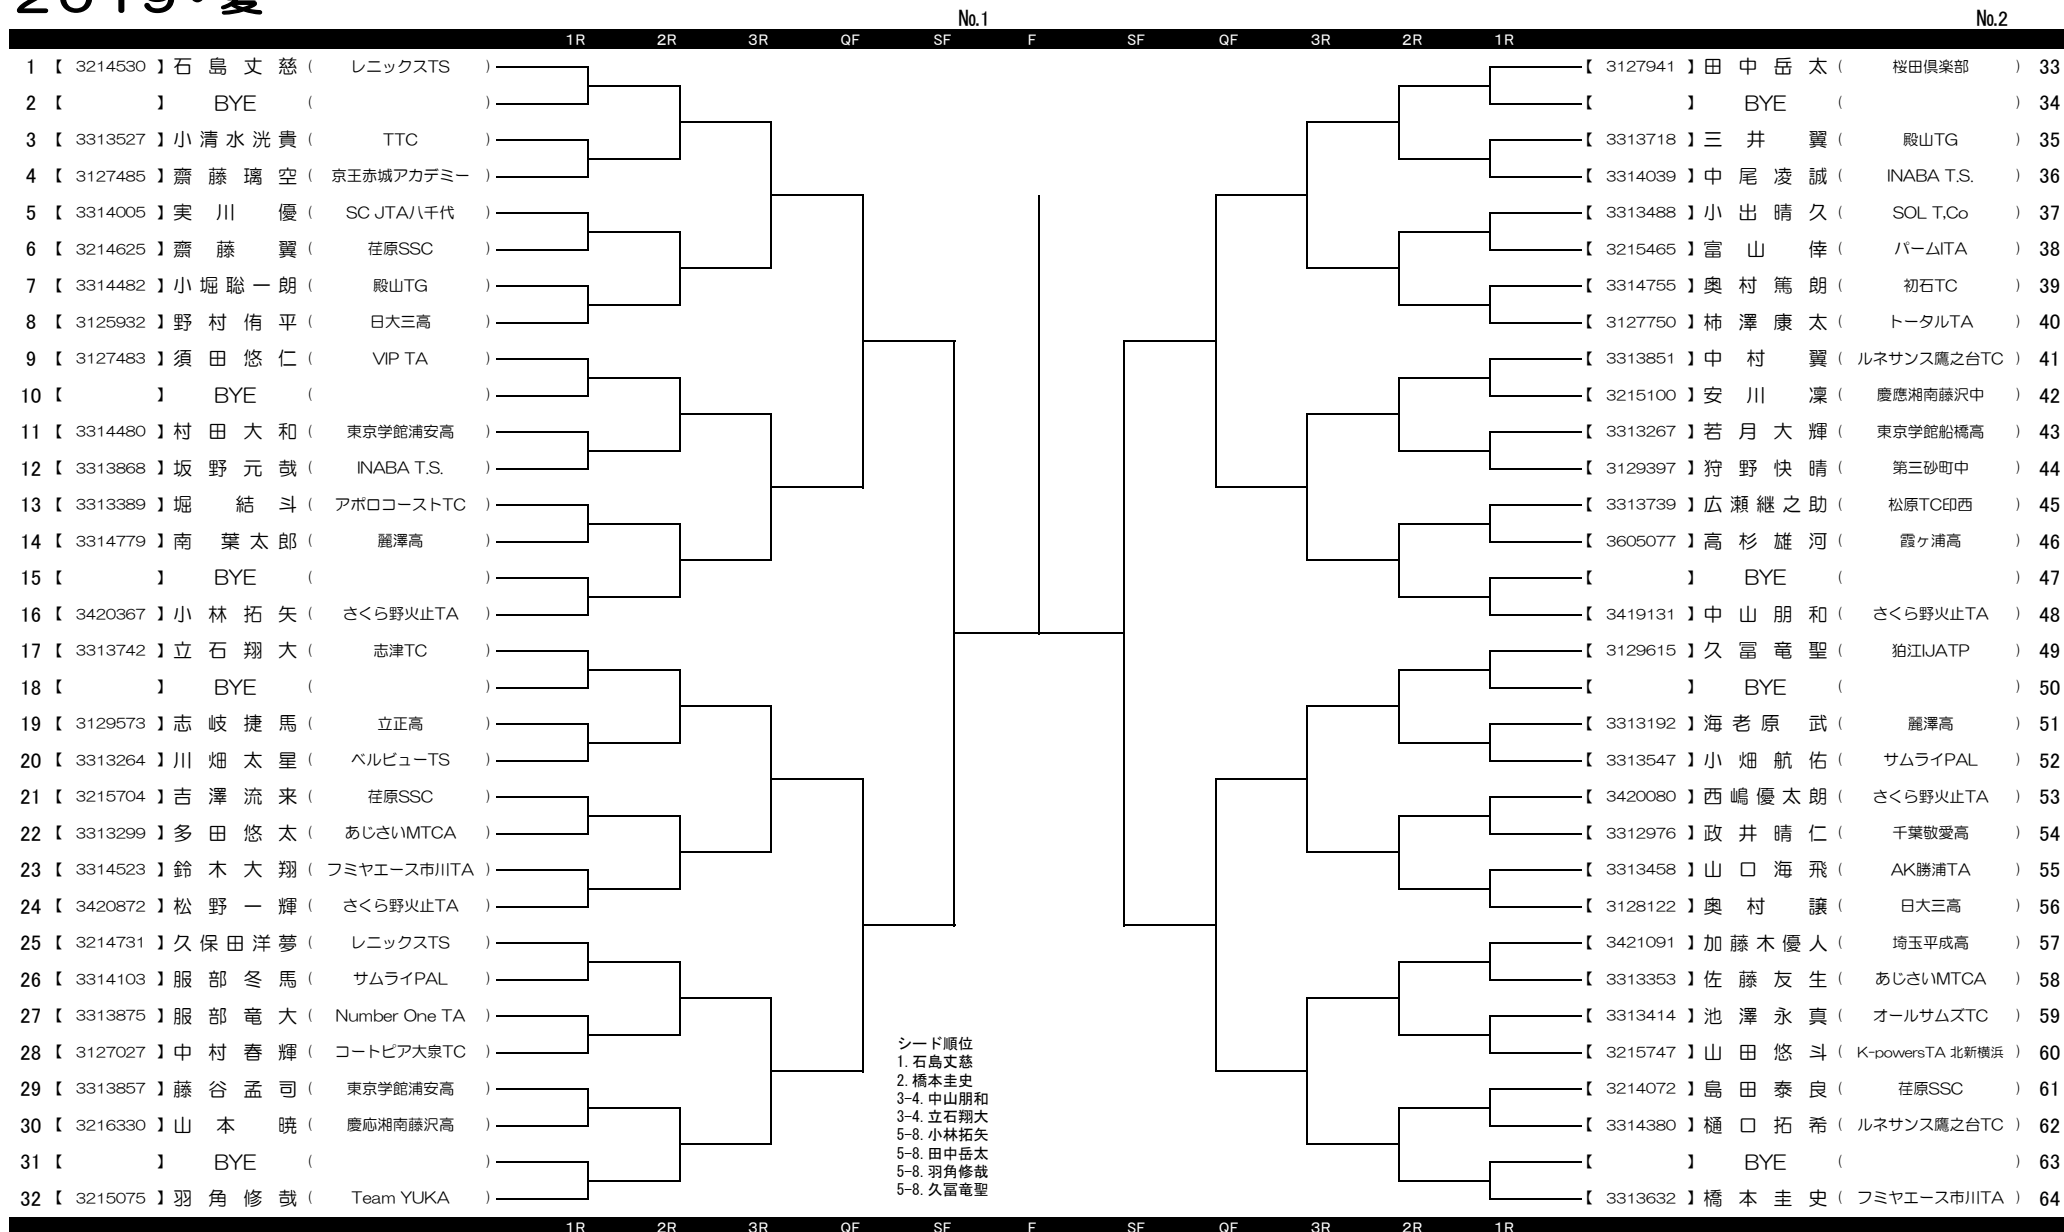 2019・夏
No.1
No.2
1R 2R 3R QF SF F SF QF 3R 2R 1R
1 【 3214530 】 石島丈慈 ( レニックスTS )
2 【 】 BYE ( )
3 【 3313527 】 小清水洸貴 ( TTC )
4 【 3127485 】 齋藤璃空 ( 京王赤城アカデミー )
5 【 3314005 】 実川優 ( SC JTA八千代 )
6 【 3214625 】 齋藤翼 ( 荏原SSC )
7 【 3314482 】 小堀聡一朗 ( 殿山TG )
8 【 3125932 】 野村侑平 ( 日大三高 )
9 【 3127483 】 須田悠仁 ( VIP TA )
10 【 】 BYE ( )
11 【 3314480 】 村田大和 ( 東京学館浦安高 )
12 【 3313868 】 坂野元哉 ( INABA T.S. )
13 【 3313389 】 堀結斗 ( アポロコーストTC )
14 【 3314779 】 南葉太郎 ( 麗澤高 )
15 【 】 BYE ( )
16 【 3420367 】 小林拓矢 ( さくら野火止TA )
17 【 3313742 】 立石翔大 ( 志津TC )
18 【 】 BYE ( )
19 【 3129573 】 志岐捷馬 ( 立正高 )
20 【 3313264 】 川畑太星 ( ベルビューTS )
21 【 3215704 】 吉澤流来 ( 荏原SSC )
22 【 3313299 】 多田悠太 ( あじさいMTCA )
23 【 3314523 】 鈴木大翔 ( フミヤエース市川TA )
24 【 3420872 】 松野一輝 ( さくら野火止TA )
25 【 3214731 】 久保田洋夢 ( レニックスTS )
26 【 3314103 】 服部冬馬 ( サムライPAL )
27 【 3313875 】 服部竜大 ( Number One TA )
28 【 3127027 】 中村春輝 ( コートピア大泉TC )
29 【 3313857 】 藤谷孟司 ( 東京学館浦安高 )
30 【 3216330 】 山本暁 ( 慶応湘南藤沢高 )
31 【 】 BYE ( )
32 【 3215075 】 羽角修哉 ( Team YUKA )
シード順位
1. 石島丈慈
2. 橋本圭史
3-4. 中山朋和
3-4. 立石翔大
5-8. 小林拓矢
5-8. 田中岳太
5-8. 羽角修哉
5-8. 久冨竜聖
【 3127941 】 田中岳太 ( 桜田倶楽部 ) 33
【 】 BYE ( ) 34
【 3313718 】 三井翼 ( 殿山TG ) 35
【 3314039 】 中尾凌誠 ( INABA T.S. ) 36
【 3313488 】 小出晴久 ( SOL T,Co ) 37
【 3215465 】 富山倖 ( パームITA ) 38
【 3314755 】 奥村篤朗 ( 初石TC ) 39
【 3127750 】 柿澤康太 ( トータルTA ) 40
【 3313851 】 中村翼 ( ルネサンス鷹之台TC ) 41
【 3215100 】 安川凜 ( 慶應湘南藤沢中 ) 42
【 3313267 】 若月大輝 ( 東京学館船橋高 ) 43
【 3129397 】 狩野快晴 ( 第三砂町中 ) 44
【 3313739 】 広瀬継之助 ( 松原TC印西 ) 45
【 3605077 】 高杉雄河 ( 霞ヶ浦高 ) 46
【 】 BYE ( ) 47
【 3419131 】 中山朋和 ( さくら野火止TA ) 48
【 3129615 】 久冨竜聖 ( 狛江IJATP ) 49
【 】 BYE ( ) 50
【 3313192 】 海老原武 ( 麗澤高 ) 51
【 3313547 】 小畑航佑 ( サムライPAL ) 52
【 3420080 】 西嶋優太朗 ( さくら野火止TA ) 53
【 3312976 】 政井晴仁 ( 千葉敬愛高 ) 54
【 3313458 】 山口海飛 ( AK勝浦TA ) 55
【 3128122 】 奥村譲 ( 日大三高 ) 56
【 3421091 】 加藤木優人 ( 埼玉平成高 ) 57
【 3313353 】 佐藤友生 ( あじさいMTCA ) 58
【 3313414 】 池澤永真 ( オールサムズTC ) 59
【 3215747 】 山田悠斗 ( K-powersTA 北新横浜 ) 60
【 3214072 】 島田泰良 ( 荏原SSC ) 61
【 3314380 】 樋口拓希 ( ルネサンス鷹之台TC ) 62
【 】 BYE ( ) 63
【 3313632 】 橋本圭史 ( フミヤエース市川TA ) 64
1R 2R 3R QF SF F SF QF 3R 2R 1R